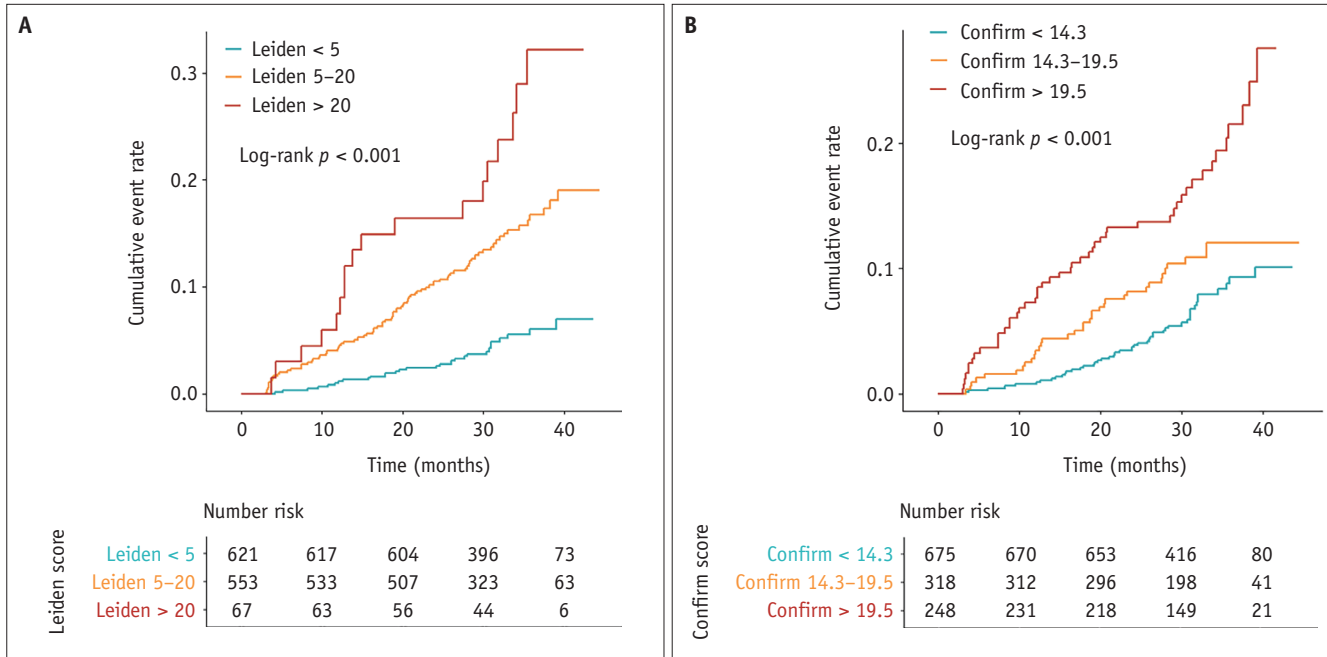 A
Leiden < 5
Leiden 5–20
Leiden > 20
Log-rank p < 0.001
Cumulative event rate
0.3
0.2
0.1
0.0
0 10 20 30 40
Time (months)
Number risk
Leiden score
Leiden < 5 621 617 604 396 73
Leiden 5–20 553 533 507 323 63
Leiden > 20 67 63 56 44 6
B
Confirm < 14.3
Confirm 14.3–19.5
Confirm > 19.5
Log-rank p < 0.001
Cumulative event rate
0.2
0.1
0.0
0 10 20 30 40
Time (months)
Number risk
Confirm score
Confirm < 14.3 675 670 653 416 80
Confirm 14.3–19.5 318 312 296 198 41
Confirm > 19.5 248 231 218 149 21